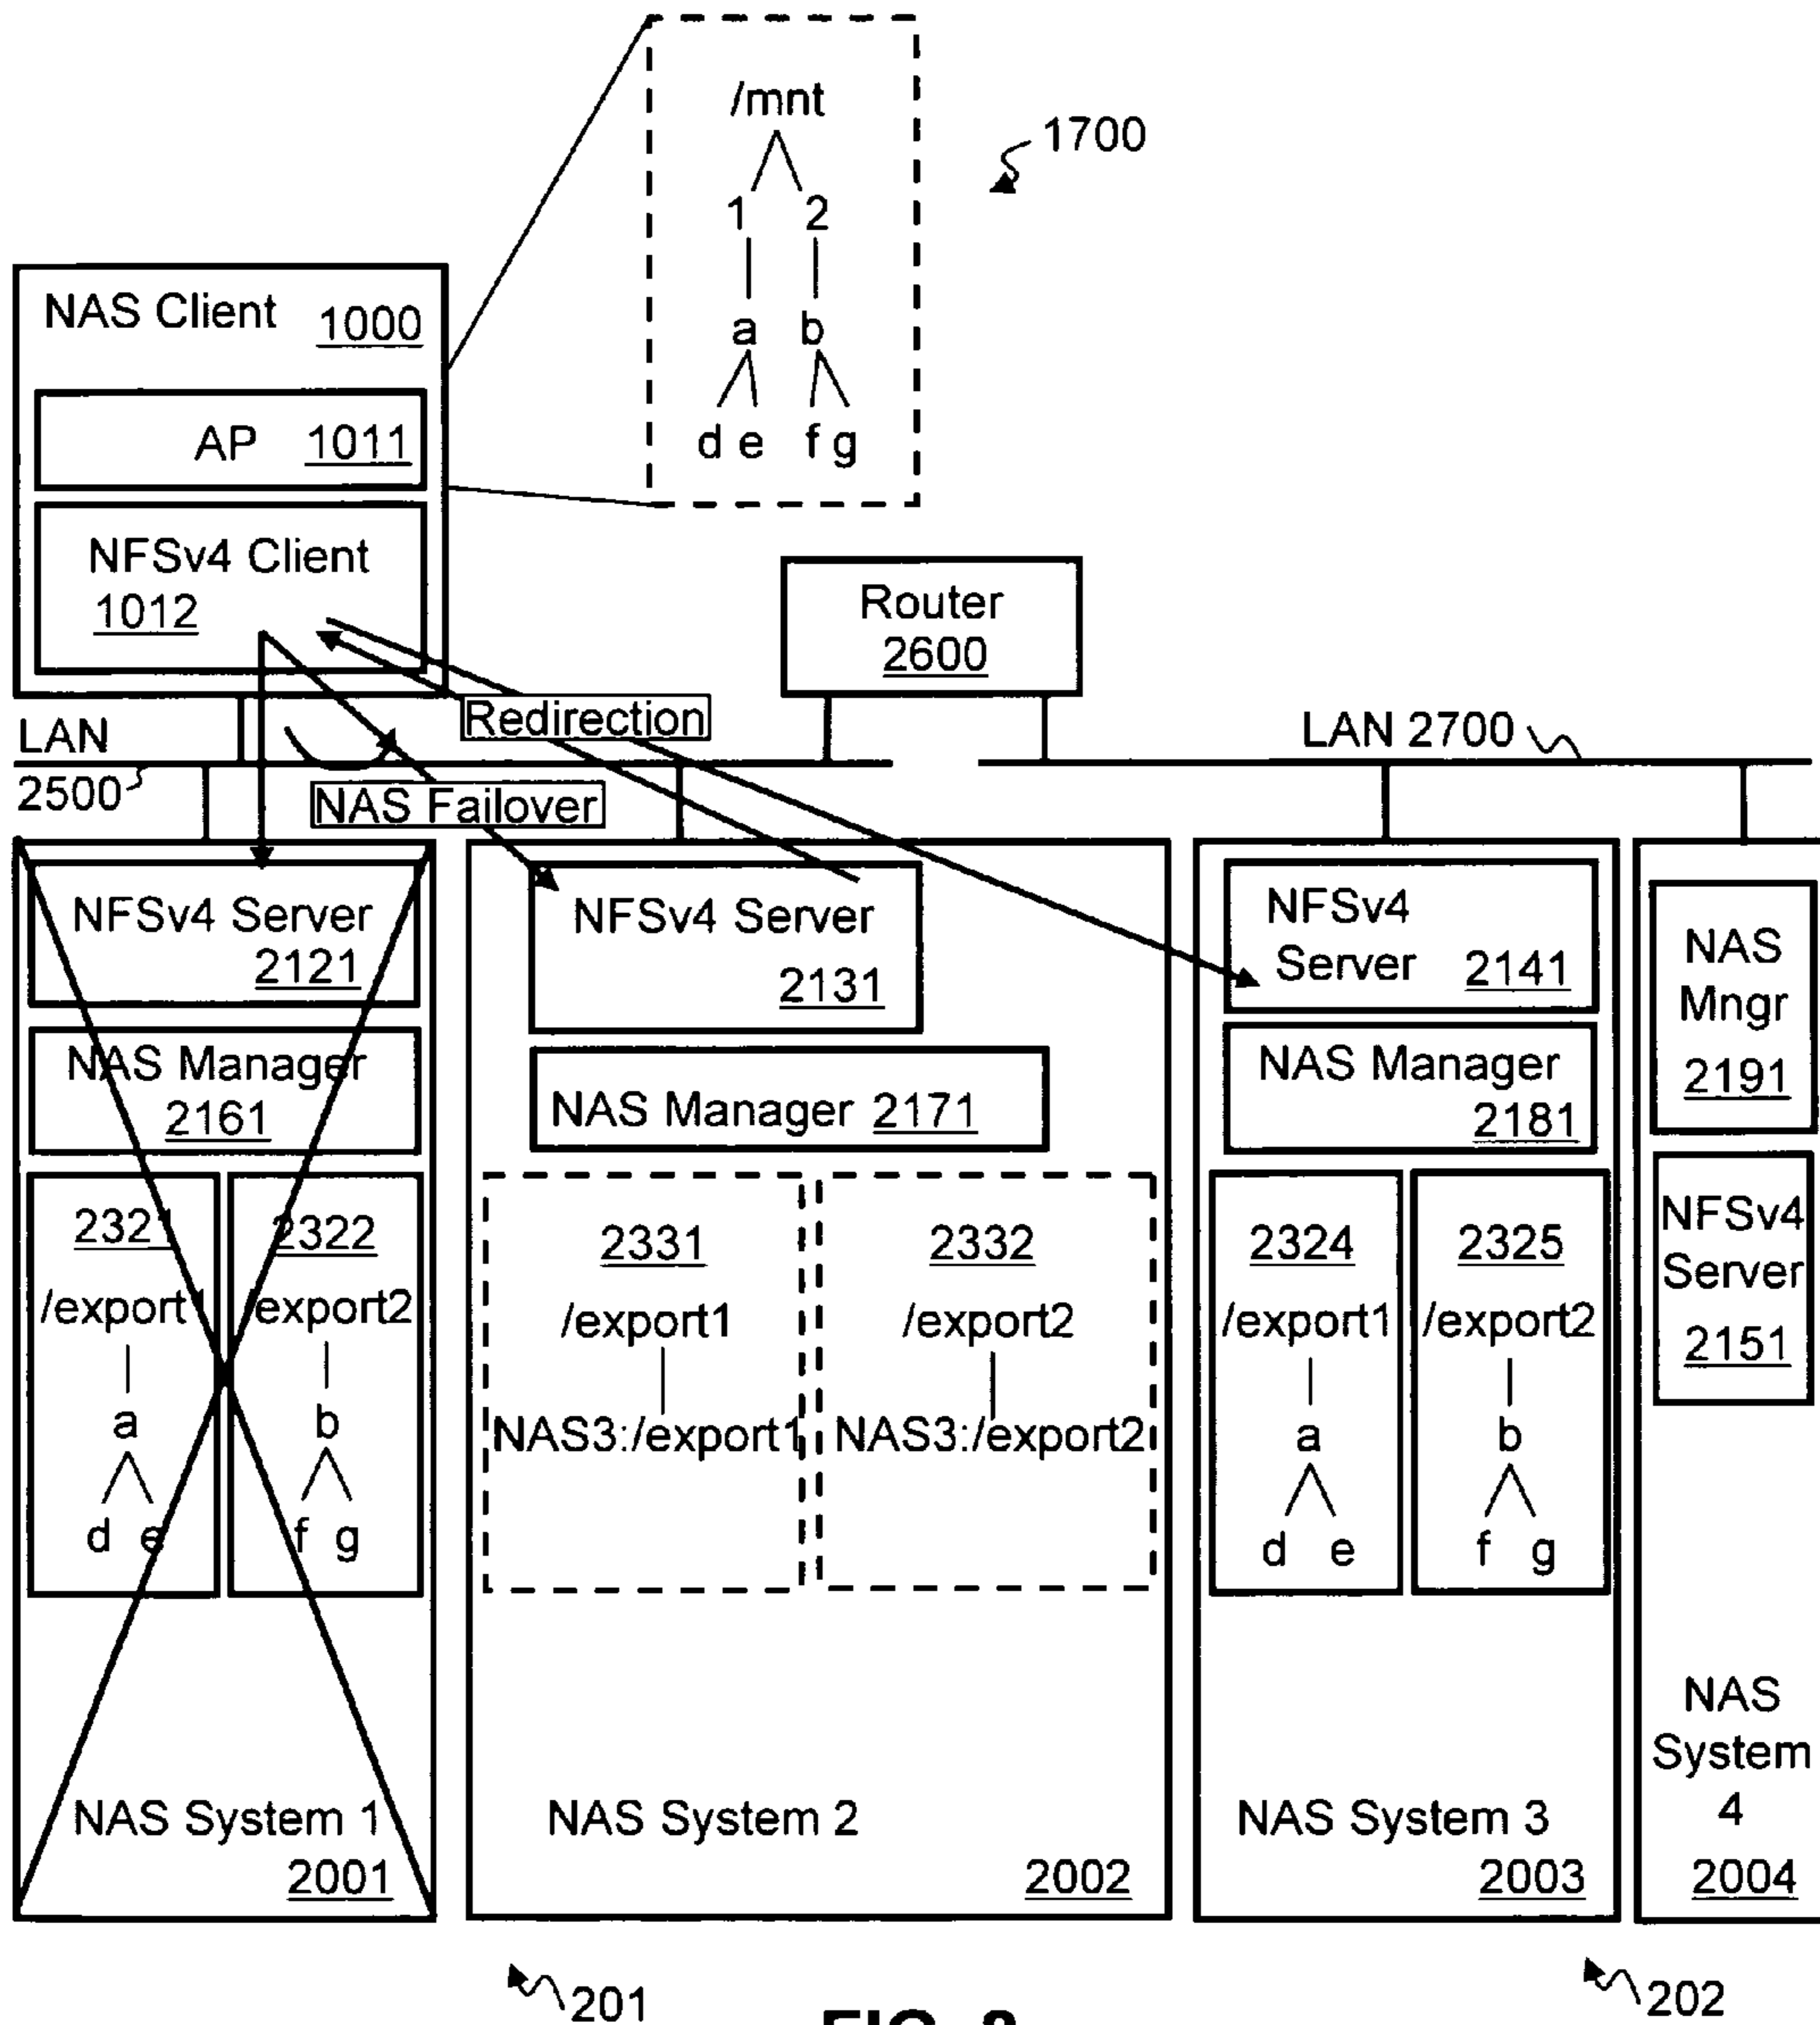 /mnt
1700
1 2
a b
d e f g
NAS Client 1000
AP 1011
NFSv4 Client
1012
Router
2600
Redirection
LAN
2500
LAN 2700
NAS Failover
NFSv4 Server
2121
NAS Manager
2161
2321
/export1
a
d e
2322
/export2
b
f g
NAS System 1
2001
NFSv4 Server
2131
NAS Manager 2171
2331
/export1
NAS3:/export1
2332
/export2
NAS3:/export2
NAS System 2
2002
NFSv4
Server 2141
NAS Manager
2181
2324
/export1
a
d e
2325
/export2
b
f g
NAS System 3
2003
NAS
Mngr
2191
NFSv4
Server
2151
NAS
System
4
2004
201
202